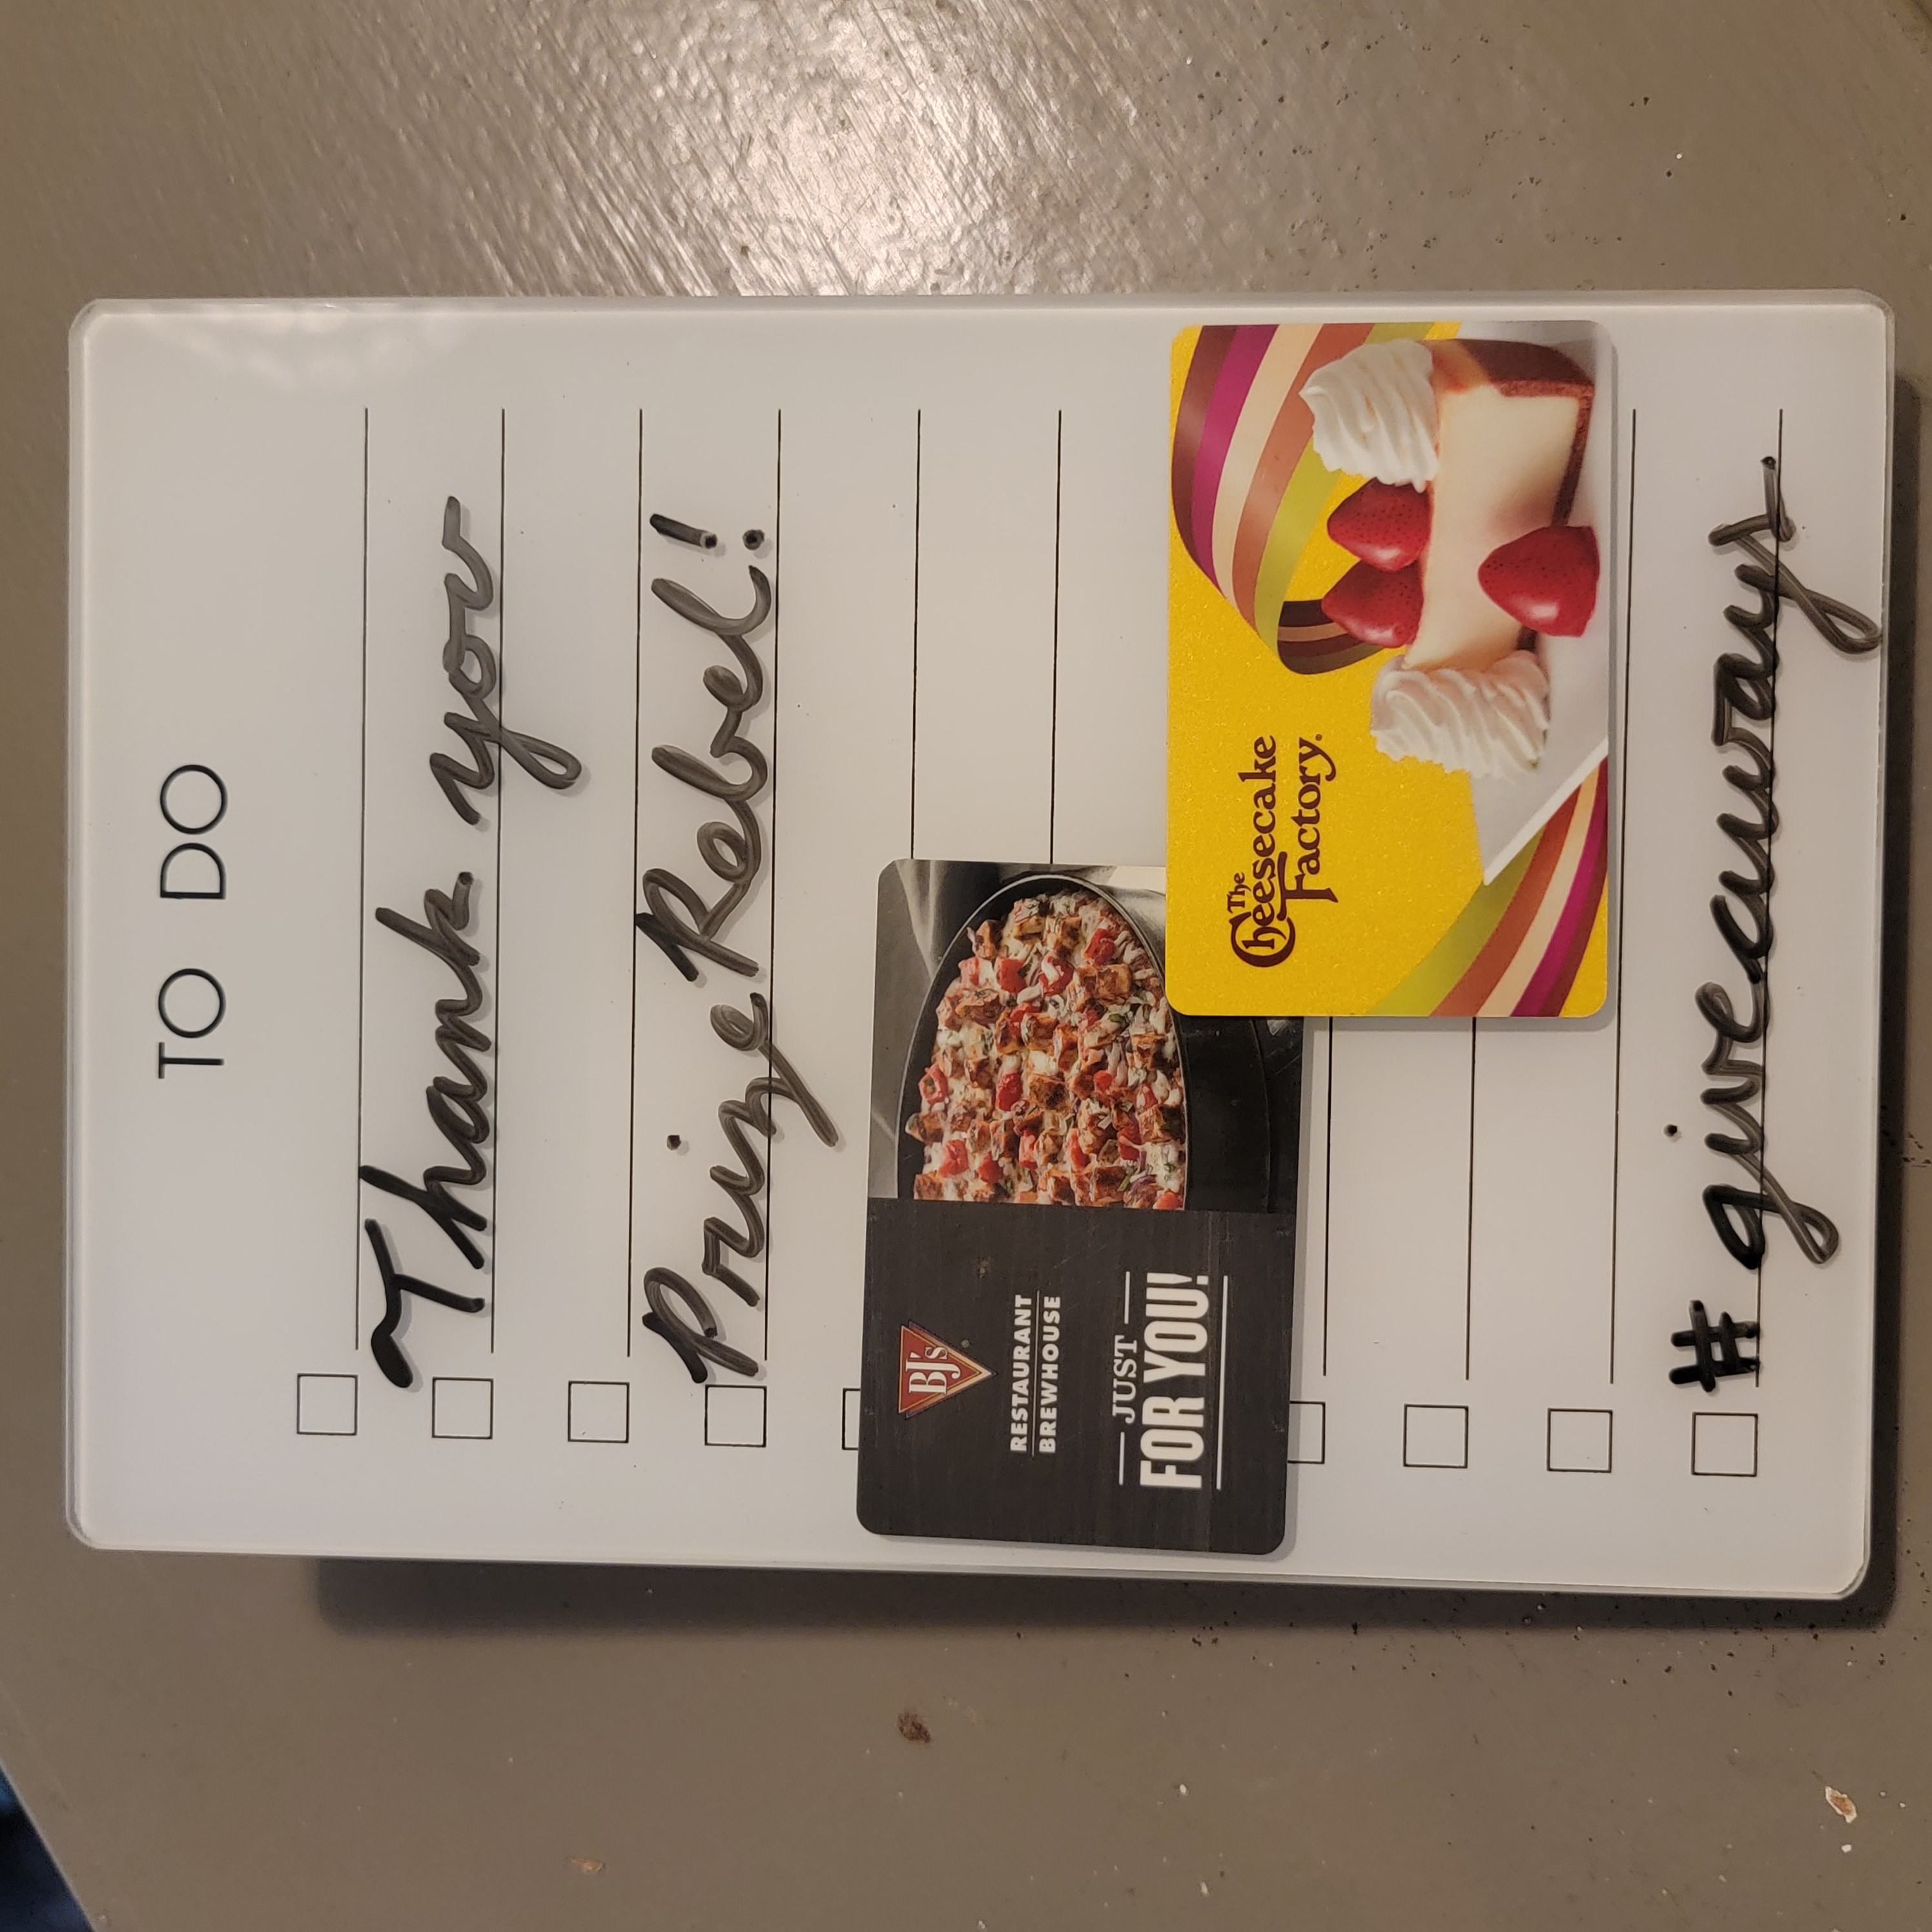 TO DO
Thank you
Prize Rebel!
BJ's
RESTAURANT
BREWHOUSE
JUST
FOR YOU!
The
Cheesecake
Factory
# giveaways